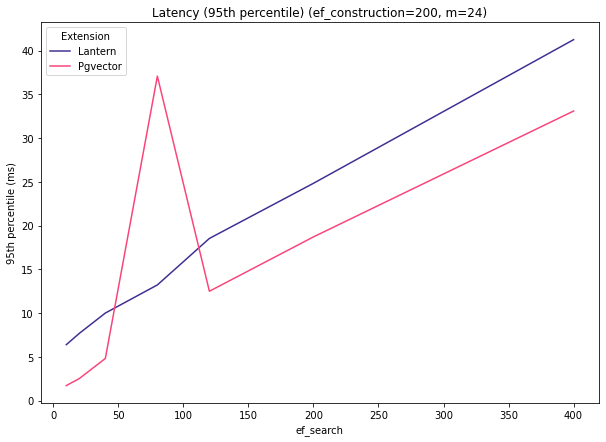 Latency (95th percentile) (ef_construction=200, m=24)
Extension
Lantern
Pgvector
95th percentile (ms)
40
35
30
25
20
15
10
5
0
0 50 100 150 200 250 300 350 400
ef_search